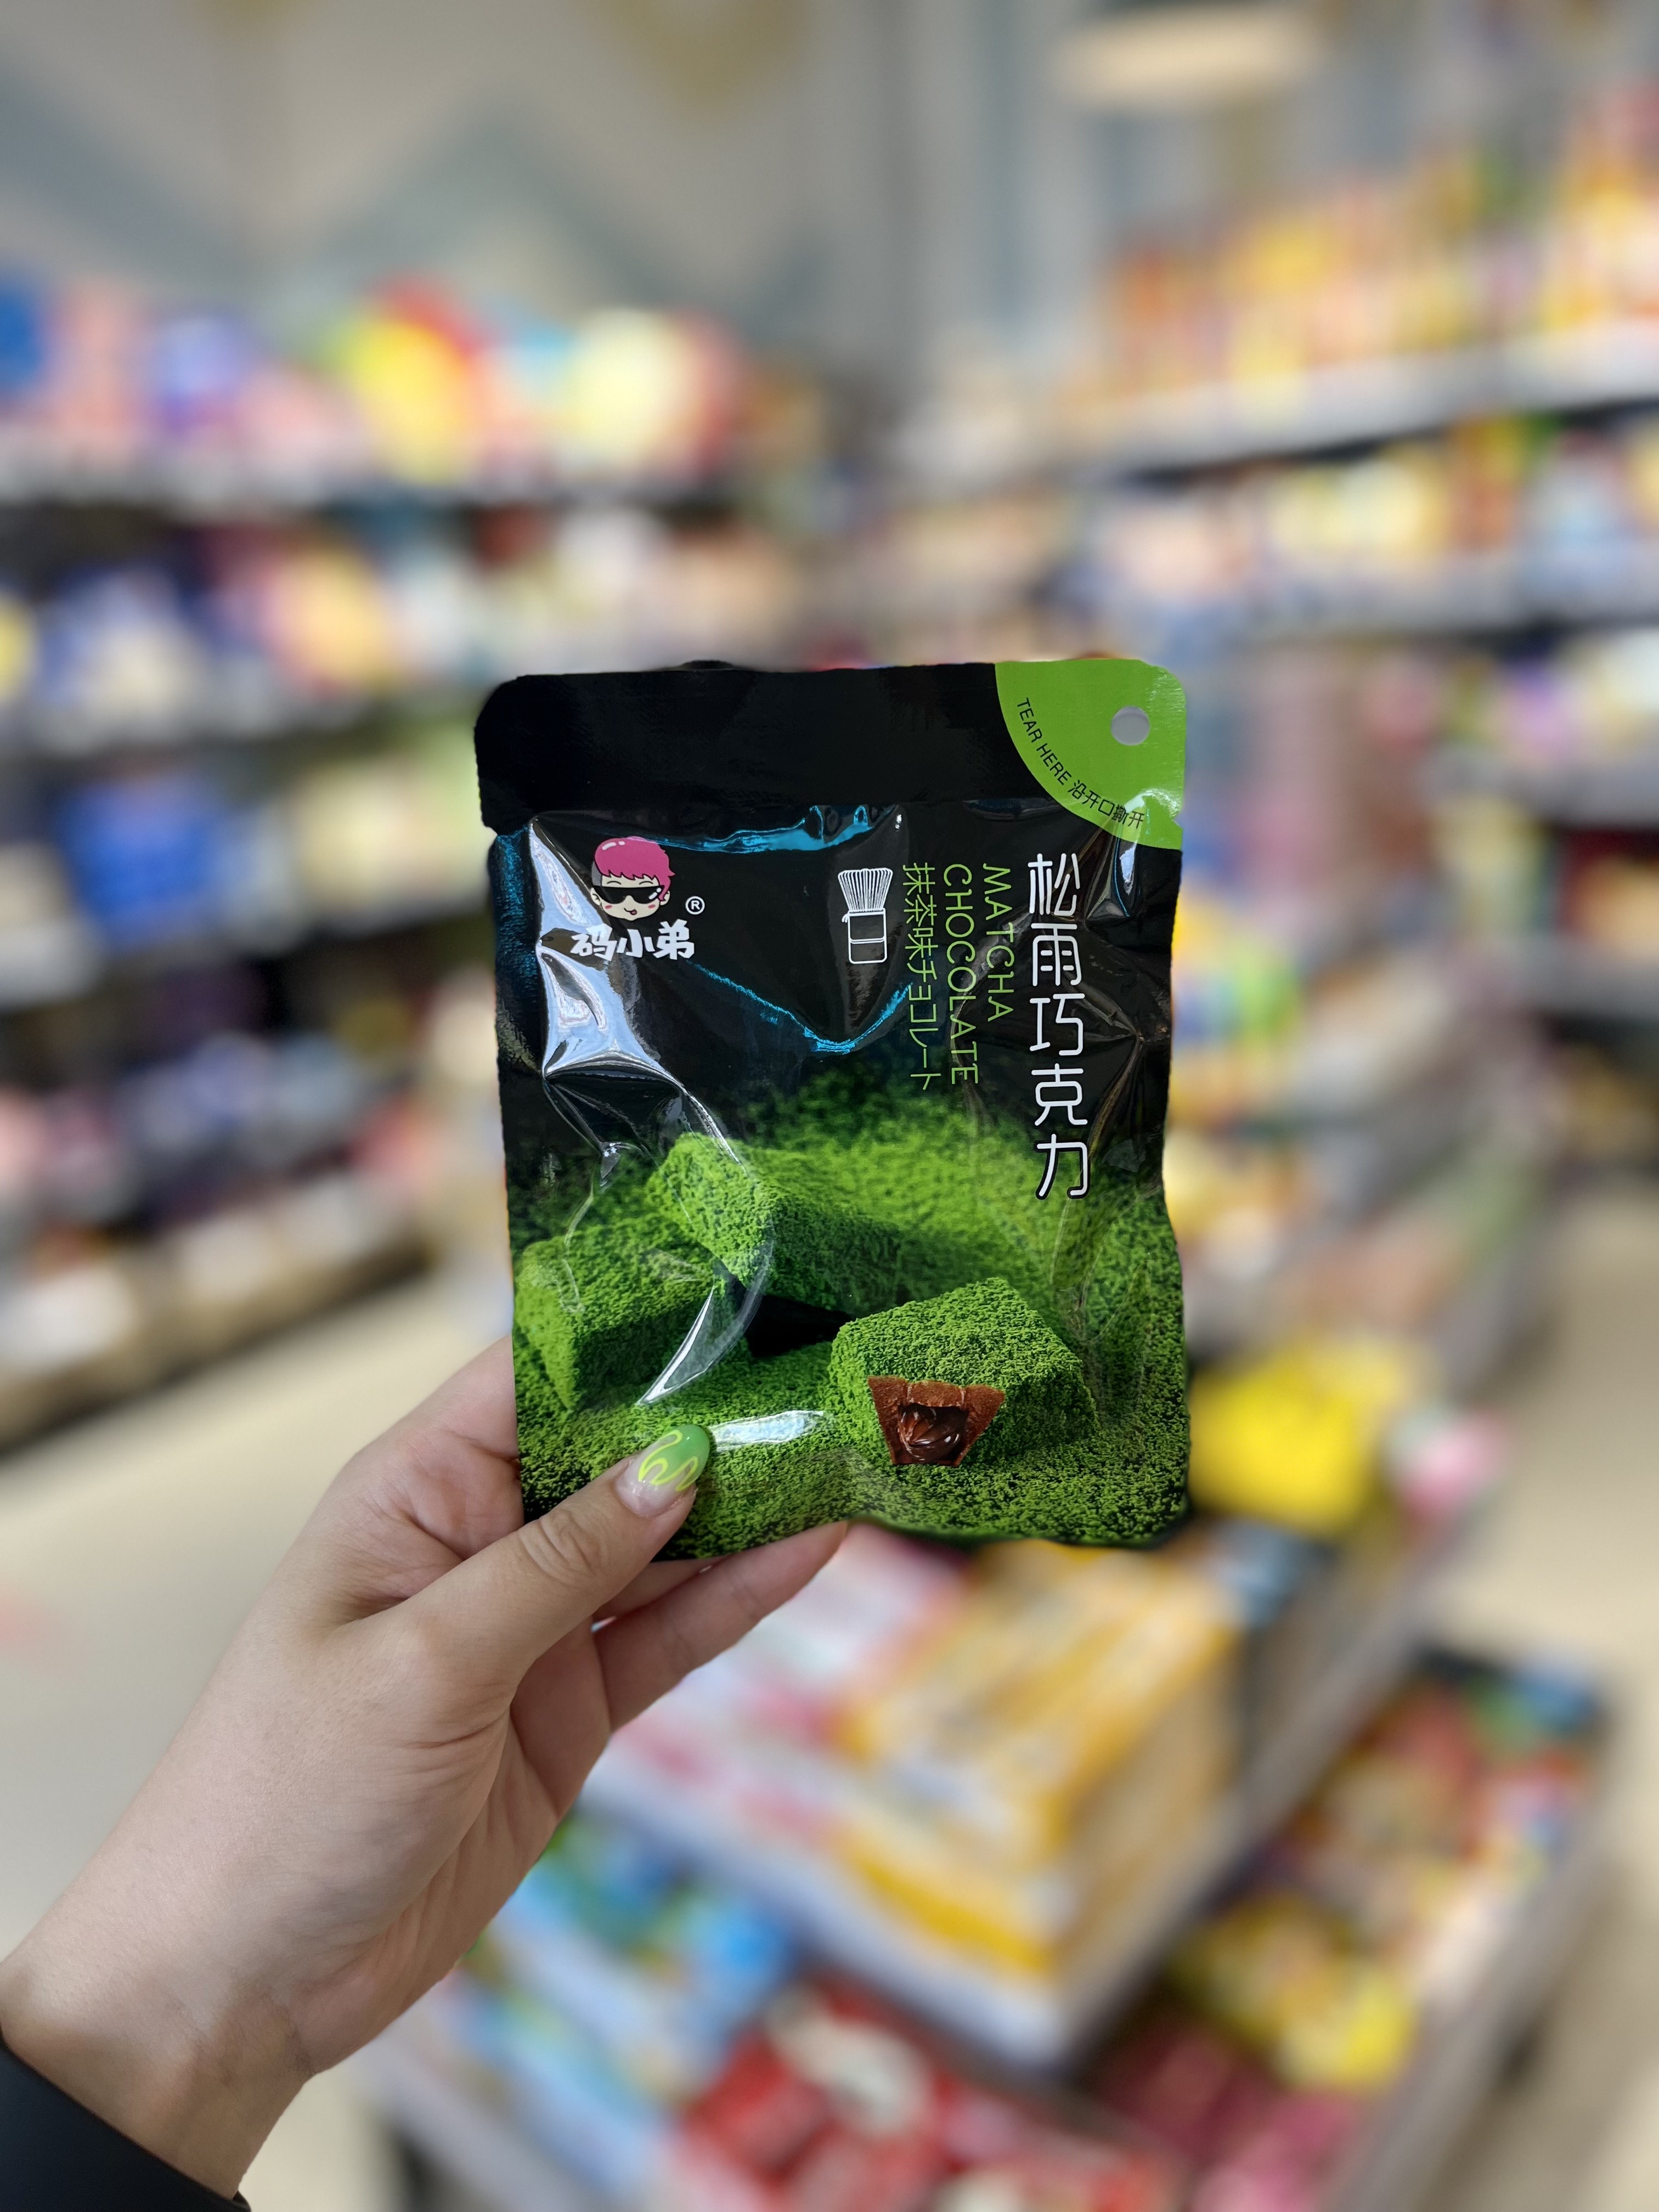 TEAR HERE 沿开口撕开
码小弟®
松雨巧克力
MATCHA
CHOCOLATE
抹茶味チョコレート